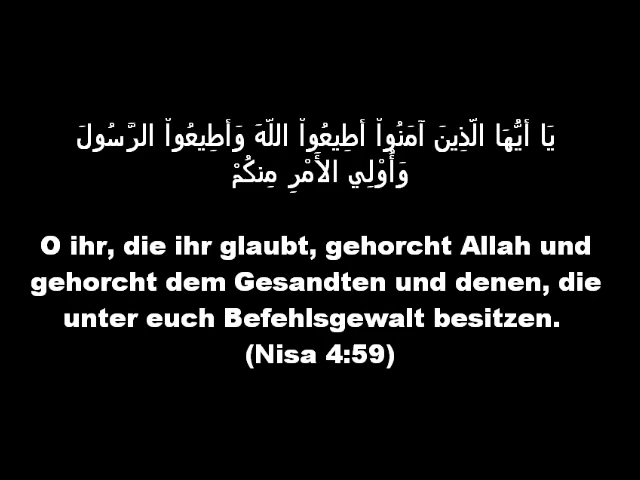 يَا أَيُّهَا الَّذِينَ آمَنُواْ أَطِيعُواْ اللّهَ وَأَطِيعُواْ الرَّسُولَ
وَأُوْلِي الأَمْرِ مِنكُمْ
O ihr, die ihr glaubt, gehorcht Allah und
gehorcht dem Gesandten und denen, die
unter euch Befehlsgewalt besitzen.
(Nisa 4:59)